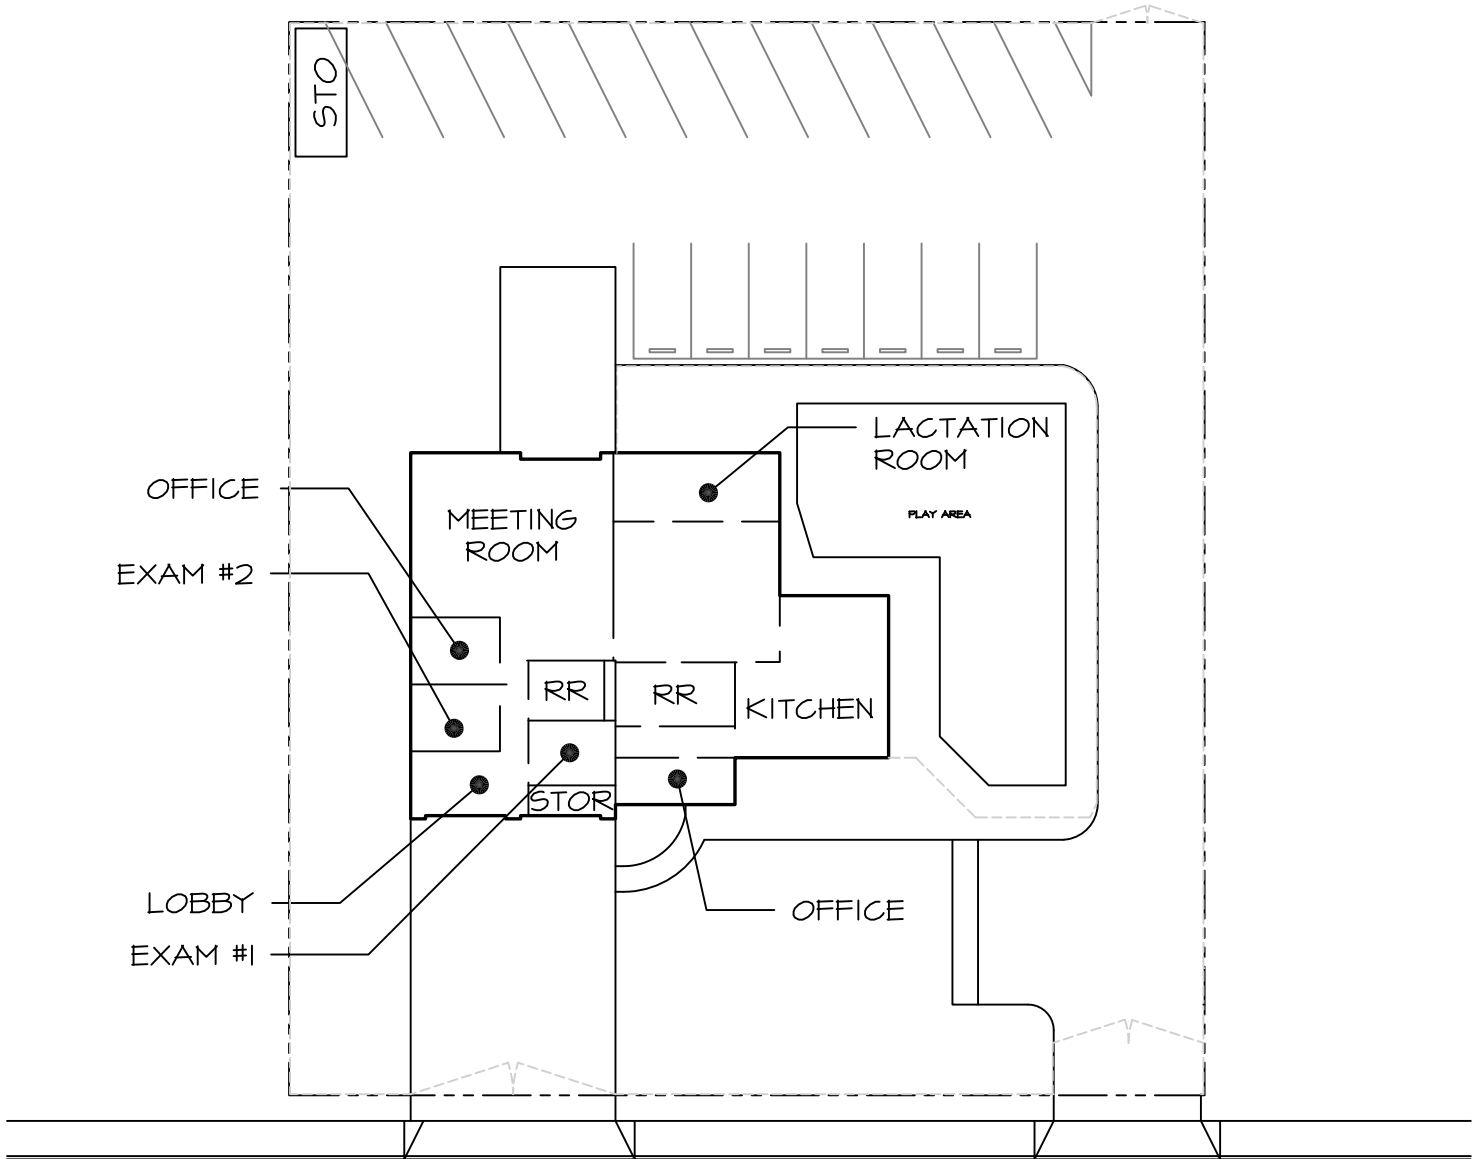 STO
LACTATION
ROOM
OFFICE
MEETING
ROOM
PLAY AREA
EXAM #2
RR
RR
KITCHEN
STOR
LOBBY
OFFICE
EXAM #1